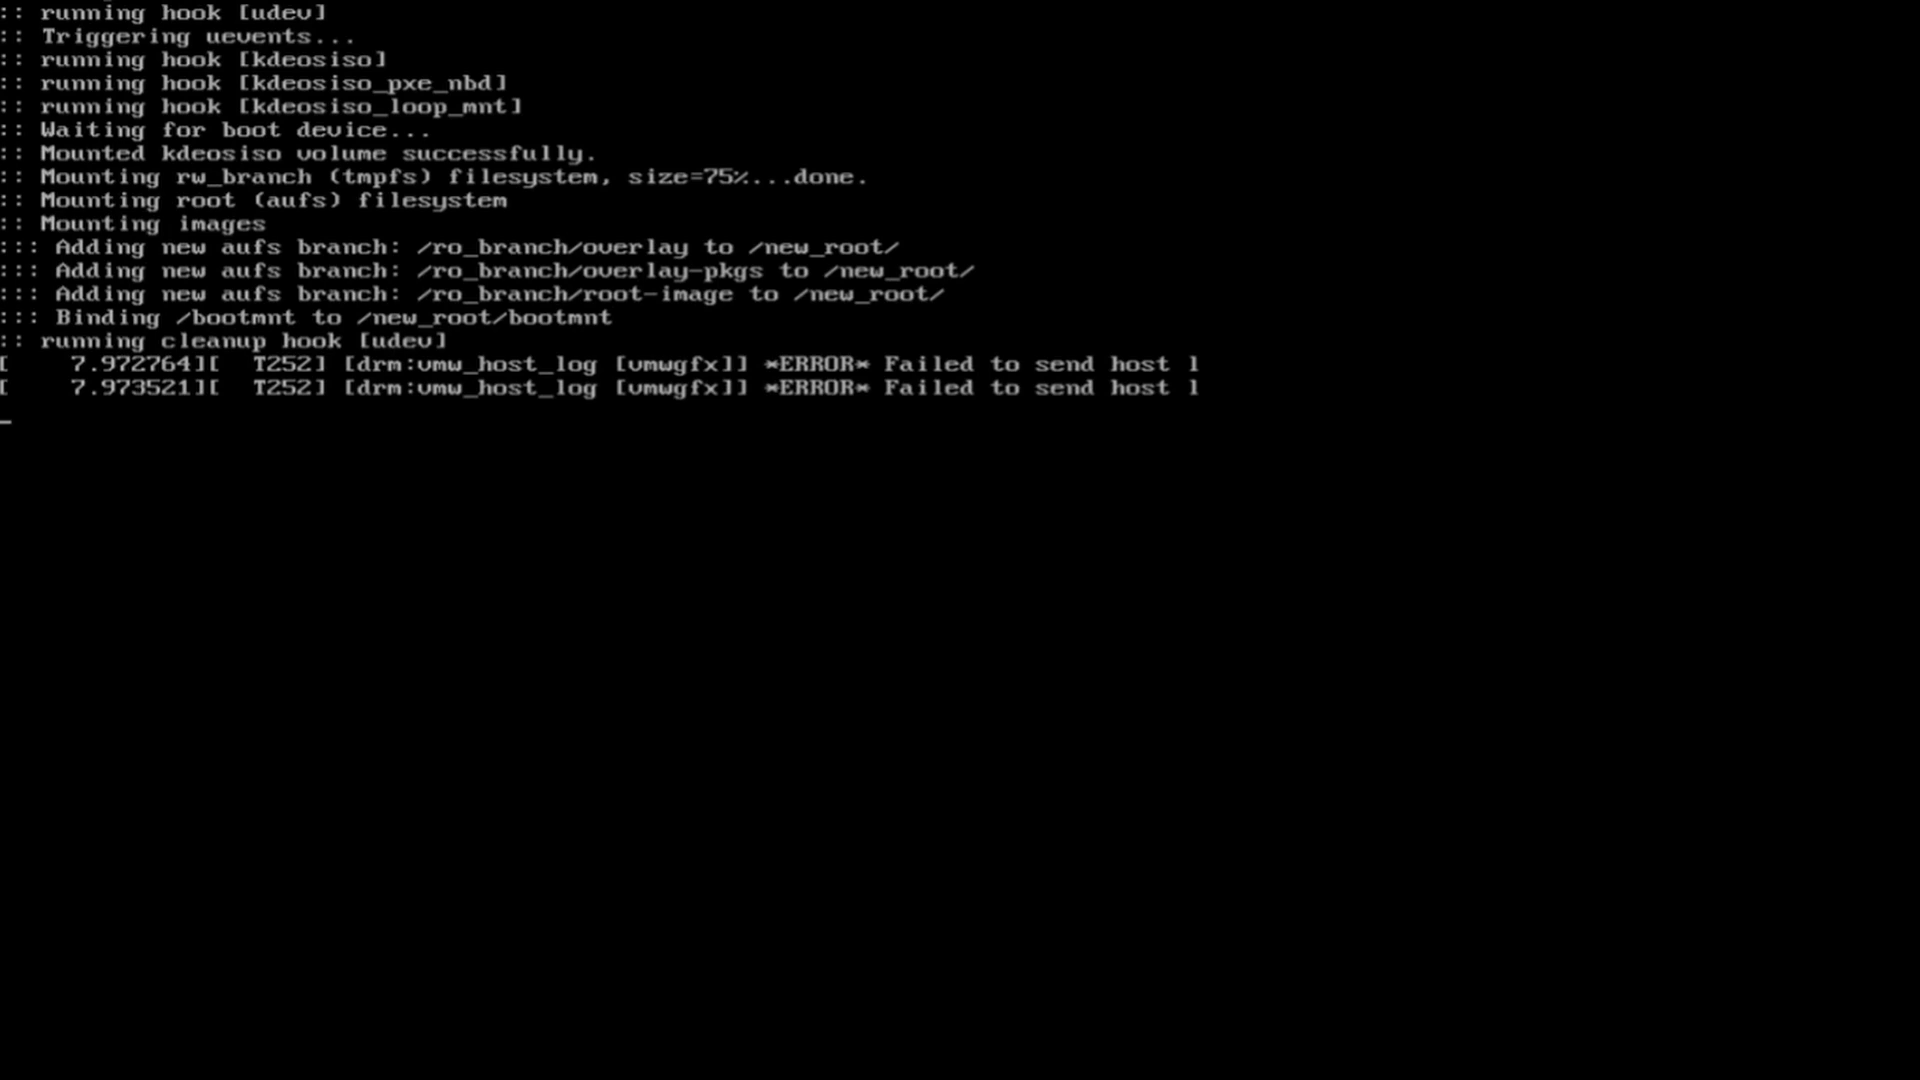 :: running hook [udev]
:: Triggering uevents...
:: running hook [kdeosiso]
:: running hook [kdeosiso_pxe_nbd]
:: running hook [kdeosiso_loop_mnt]
:: Waiting for boot device...
:: Mounted kdeosiso volume successfully.
:: Mounting rw_branch (tmpfs) filesystem, size=75%...done.
:: Mounting root (aufs) filesystem
:: Mounting images
::: Adding new aufs branch: /ro_branch/overlay to /new_root/
::: Adding new aufs branch: /ro_branch/overlay-pkgs to /new_root/
::: Adding new aufs branch: /ro_branch/root-image to /new_root/
::: Binding /bootmnt to /new_root/bootmnt
:: running cleanup hook [udev]
[    7.972764][  T252] [drm:vmw_host_log [vmwgfx]] *ERROR* Failed to send host l
[    7.973521][  T252] [drm:vmw_host_log [vmwgfx]] *ERROR* Failed to send host l
_